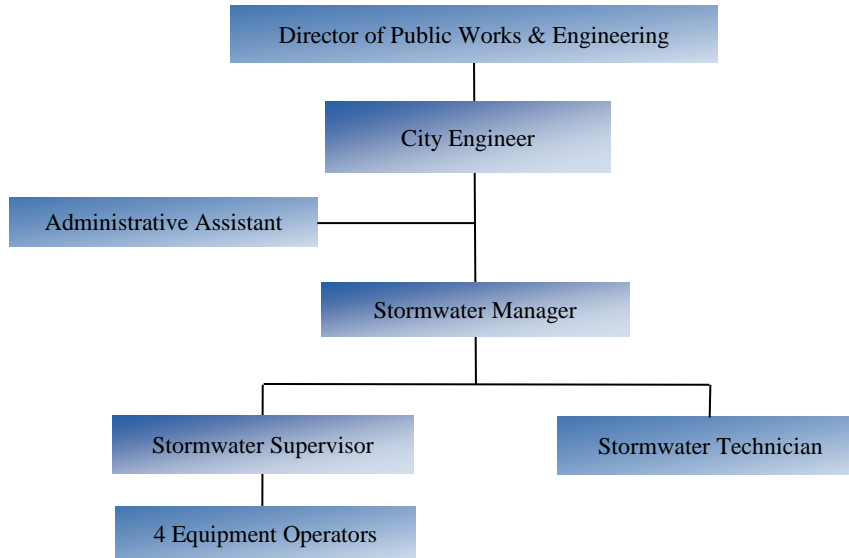 Director of Public Works & Engineering
City Engineer
Administrative Assistant
Stormwater Manager
Stormwater Supervisor
Stormwater Technician
4 Equipment Operators